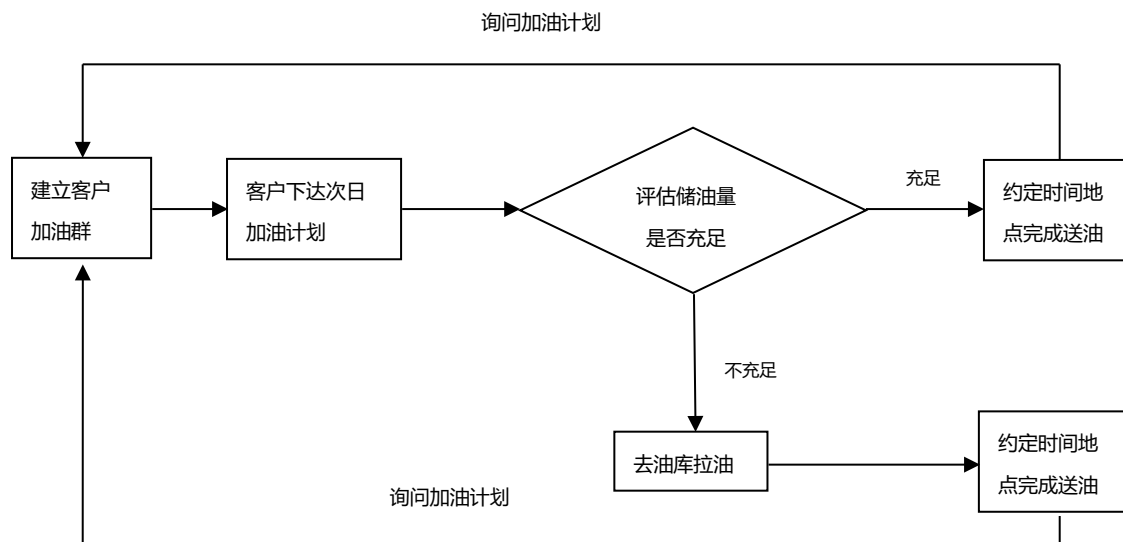 询问加油计划
建立客户
加油群
客户下达次日
加油计划
评估储油量
是否充足
充足
约定时间地
点完成送油
不充足
去油库拉油
约定时间地
点完成送油
询问加油计划